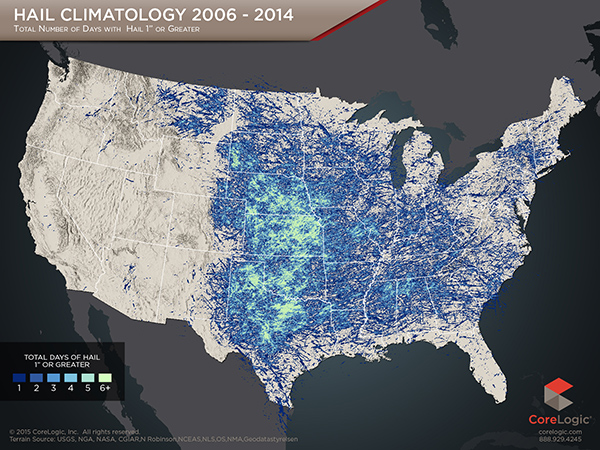 HAIL CLIMATOLOGY 2006 - 2014
TOTAL NUMBER OF DAYS WITH HAIL 1" OR GREATER
TOTAL DAYS OF HAIL
1" OR GREATER
1 2 3 4 5 6+
© 2015 CoreLogic, Inc. All rights reserved.
Terrain Source: USGS, NGA, NASA, CGIAR,N Robinson,NCEAS,NLS,OS,NMA,Geodatastyrelsen
CoreLogic®
corelogic.com
888.929.4245